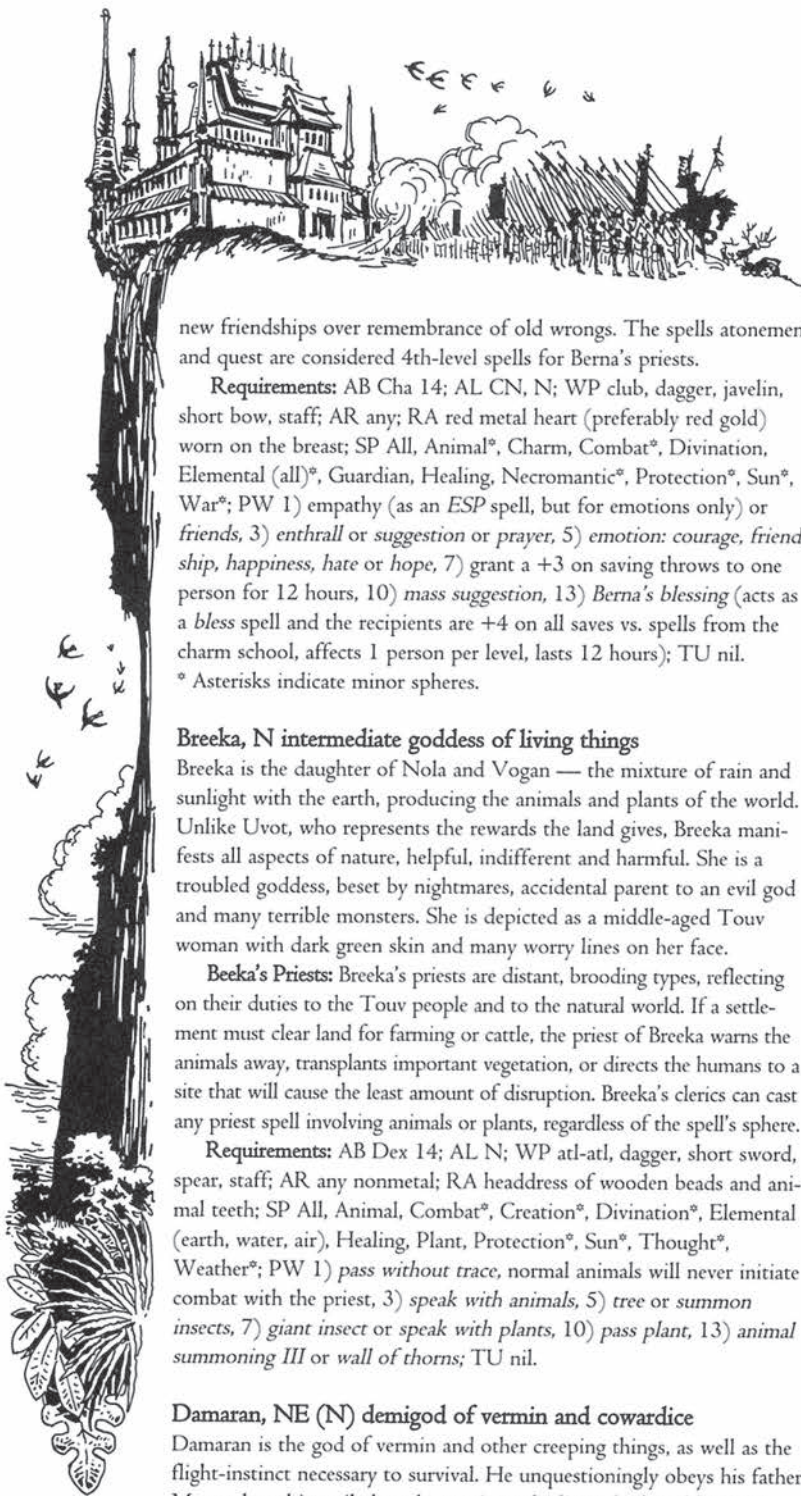 new friendships over remembrance of old wrongs. The spells atonemen
and quest are considered 4th-level spells for Berna's priests.
Requirements: AB Cha 14; AL CN, N; WP club, dagger, javelin,
short bow, staff; AR any; RA red metal heart (preferably red gold)
worn on the breast; SP All, Animal*, Charm, Combat*, Divination,
Elemental (all)*, Guardian, Healing, Necromantic*, Protection*, Sun*,
War*; PW 1) empathy (as an ESP spell, but for emotions only) or
friends, 3) enthrall or suggestion or prayer, 5) emotion: courage, friend
ship, happiness, hate or hope, 7) grant a +3 on saving throws to one
person for 12 hours, 10) mass suggestion, 13) Berna's blessing (acts as
a bless spell and the recipients are +4 on all saves vs. spells from the
charm school, affects 1 person per level, lasts 12 hours); TU nil.
* Asterisks indicate minor spheres.
Breeka, N intermediate goddess of living things
Breeka is the daughter of Nola and Vogan — the mixture of rain and
sunlight with the earth, producing the animals and plants of the world.
Unlike Uvot, who represents the rewards the land gives, Breeka mani-
fests all aspects of nature, helpful, indifferent and harmful. She is a
troubled goddess, beset by nightmares, accidental parent to an evil god
and many terrible monsters. She is depicted as a middle-aged Touv
woman with dark green skin and many worry lines on her face.
Beeka's Priests: Breeka's priests are distant, brooding types, reflecting
on their duties to the Touv people and to the natural world. If a settle-
ment must clear land for farming or cattle, the priest of Breeka warns the
animals away, transplants important vegetation, or directs the humans to a
site that will cause the least amount of disruption. Breeka's clerics can cast
any priest spell involving animals or plants, regardless of the spell's sphere.
Requirements: AB Dex 14; AL N; WP atl-atl, dagger, short sword,
spear, staff; AR any nonmetal; RA headdress of wooden beads and ani-
mal teeth; SP All, Animal, Combat*, Creation*, Divination*, Elemental
(earth, water, air), Healing, Plant, Protection*, Sun*, Thought*,
Weather*; PW 1) pass without trace, normal animals will never initiate
combat with the priest, 3) speak with animals, 5) tree or summon
insects, 7) giant insect or speak with plants, 10) pass plant, 13) animal
summoning III or wall of thorns; TU nil.
Damaran, NE (N) demigod of vermin and cowardice
Damaran is the god of vermin and other creeping things, as well as the
flight-instinct necessary to survival. He unquestioningly obeys his father